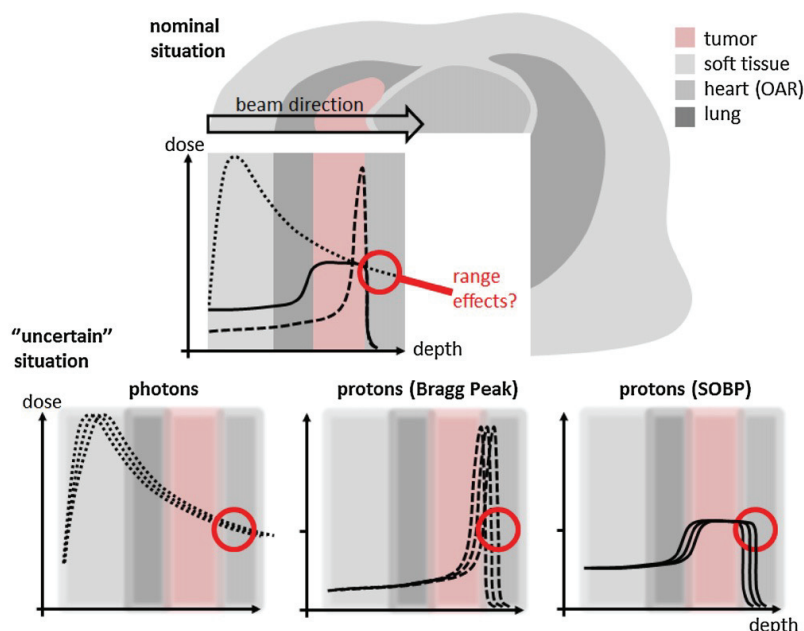 nominal
situation
tumor
soft tissue
heart (OAR)
lung
beam direction
dose
range
effects?
depth
"uncertain"
situation
photons
protons (Bragg Peak)
protons (SOBP)
dose
depth